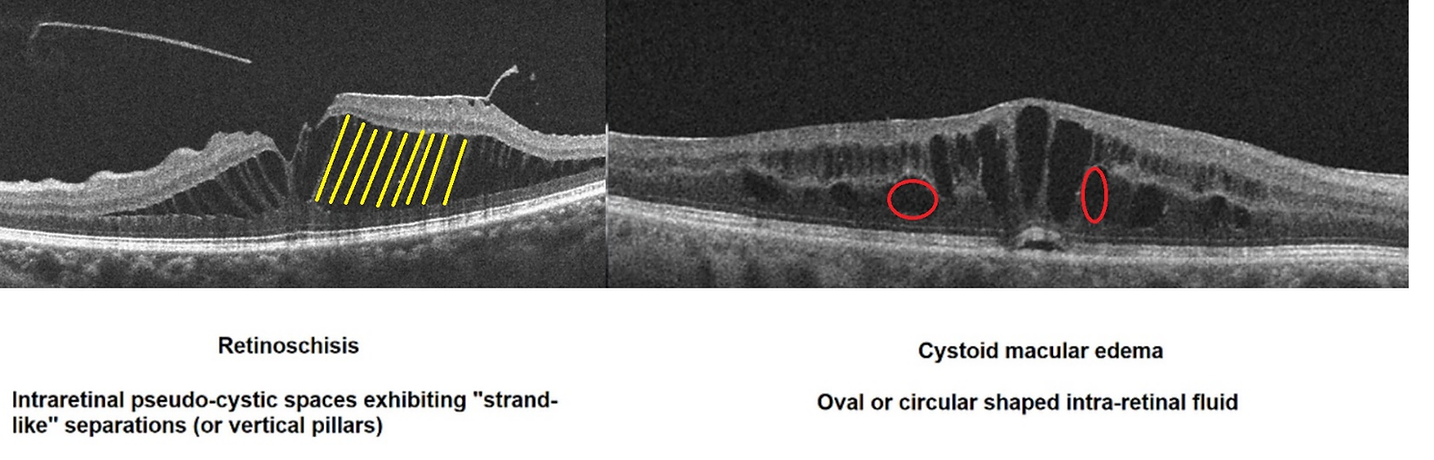 Retinoschisis
Intraretinal pseudo-cystic spaces exhibiting "strand-
like" separations (or vertical pillars)
Cystoid macular edema
Oval or circular shaped intra-retinal fluid